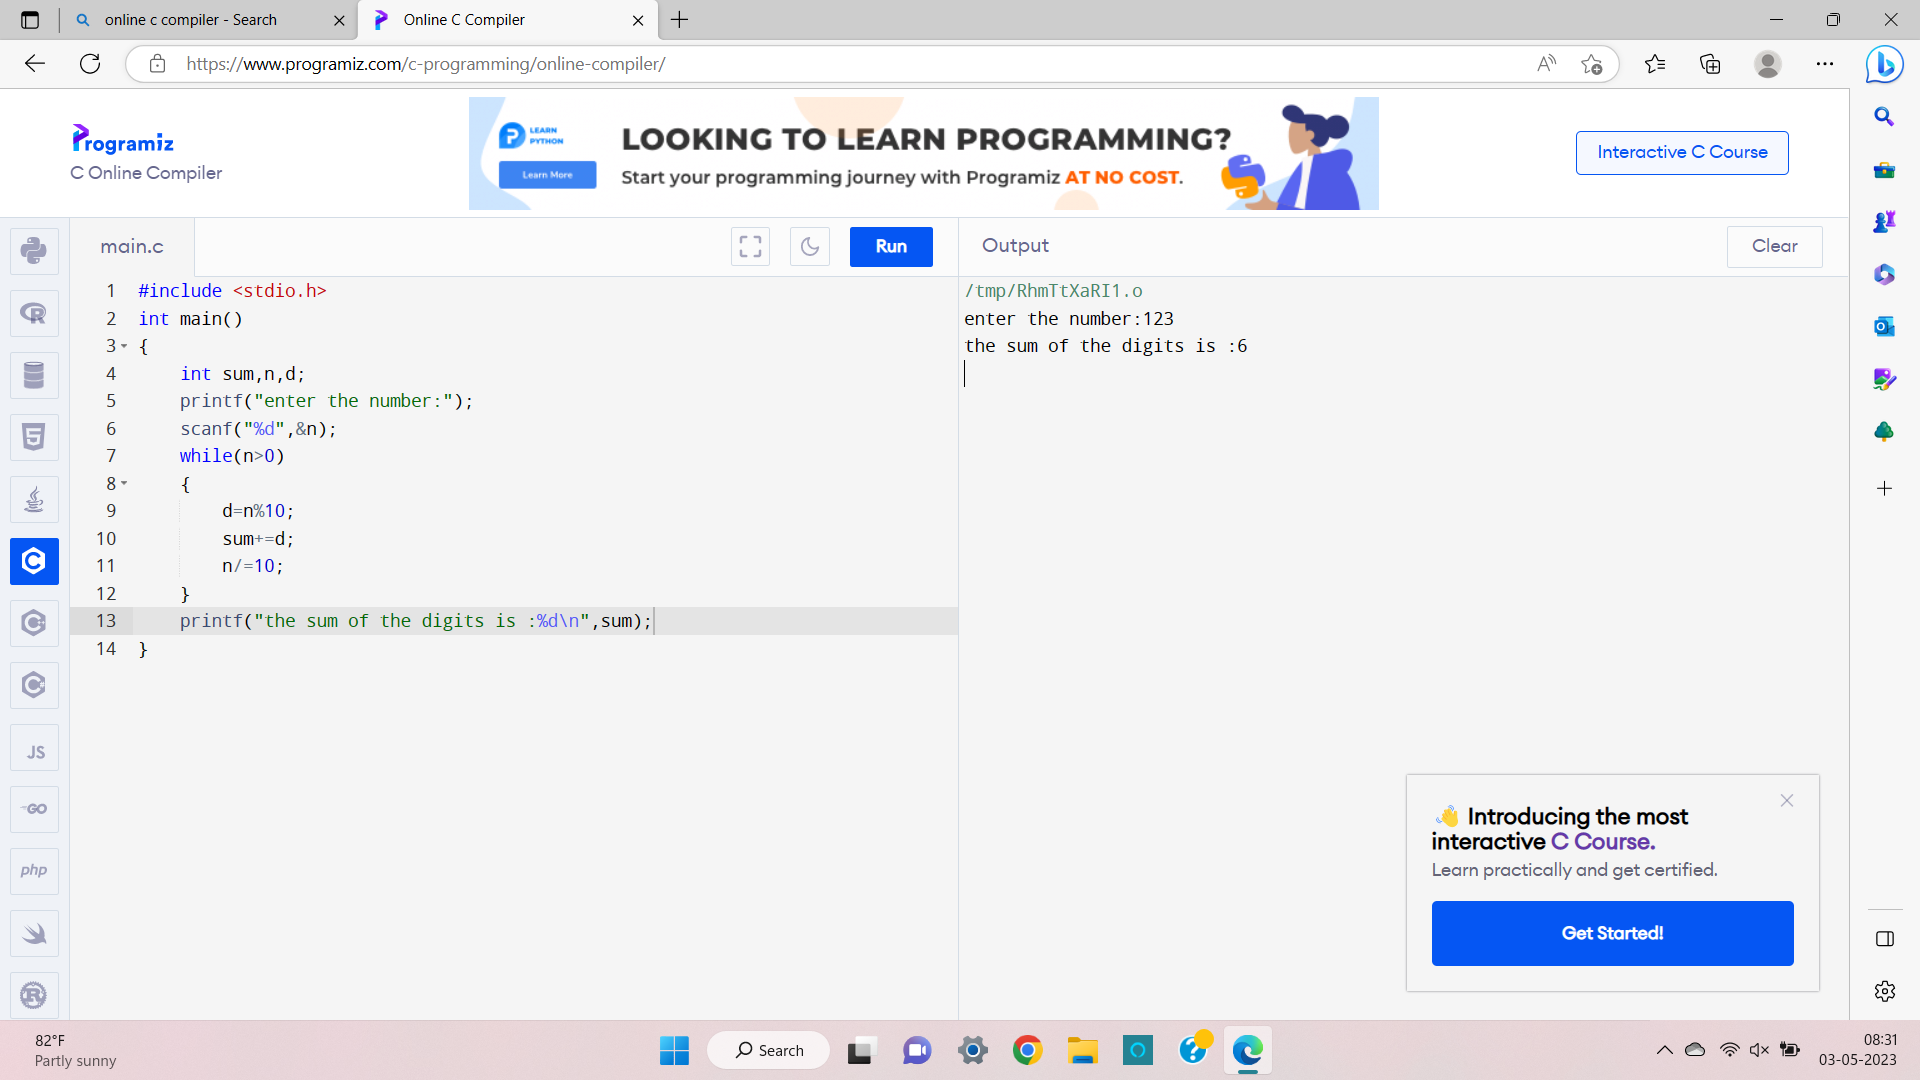 online c compiler - Search
Online C Compiler
https://www.programiz.com/c-programming/online-compiler/
Programiz
C Online Compiler
LEARN
PYTHON
Learn More
LOOKING TO LEARN PROGRAMMING?
Start your programming journey with Programiz AT NO COST.
Interactive C Course
main.c
Run
Output
Clear
1 #include <stdio.h>
2 int main()
3 {
4 int sum,n,d;
5 printf("enter the number:");
6 scanf("%d",&n);
7 while(n>0)
8 {
9 d=n%10;
10 sum+=d;
11 n/=10;
12 }
13 printf("the sum of the digits is :%d\n",sum);
14 }
/tmp/RhmTtXaRI1.o
enter the number:123
the sum of the digits is :6
JS
GO
php
👋 Introducing the most
interactive C Course.
Learn practically and get certified.
Get Started!
82°F
Partly sunny
Search
08:31
03-05-2023